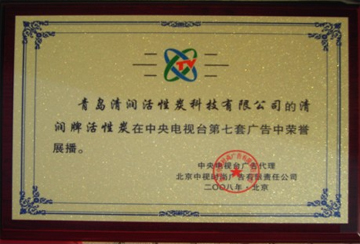 TV
青岛清润活性炭科技有限公司的清
润牌活性炭在中央电视台第七套广告中荣誉
展播。
中央电视台广告代理
北京中视时尚广告有限责任公司
二〇〇八年·北京